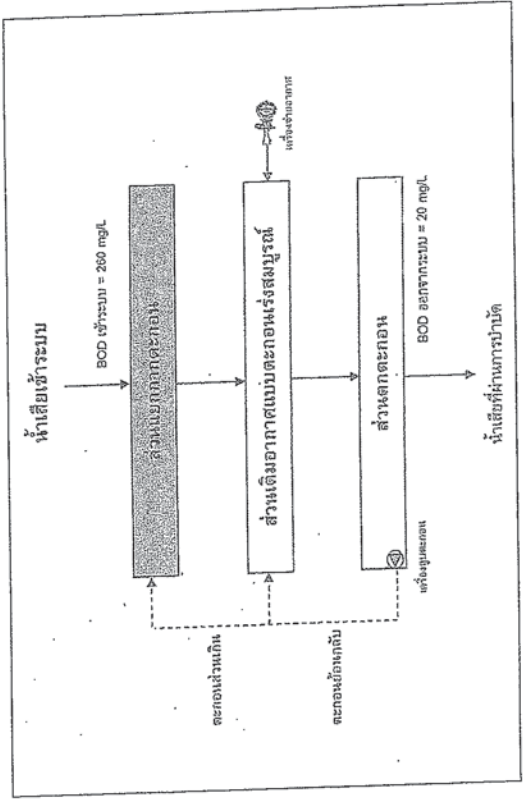 น้ำเสียเข้าระบบ
BOD เข้าระบบ = 260 mg/L
ส่วนแยกกากตะกอน
ส่วนเติมอากาศแบบตะกอนเร่งสมบูรณ์
เครื่องจ่ายอากาศ
ตะกอนส่วนเกิน
ส่วนตกตะกอน
เครื่องสูบตะกอน
ตะกอนย้อนกลับ
BOD ออกจากระบบ = 20 mg/L
น้ำเสียที่ผ่านการบำบัด